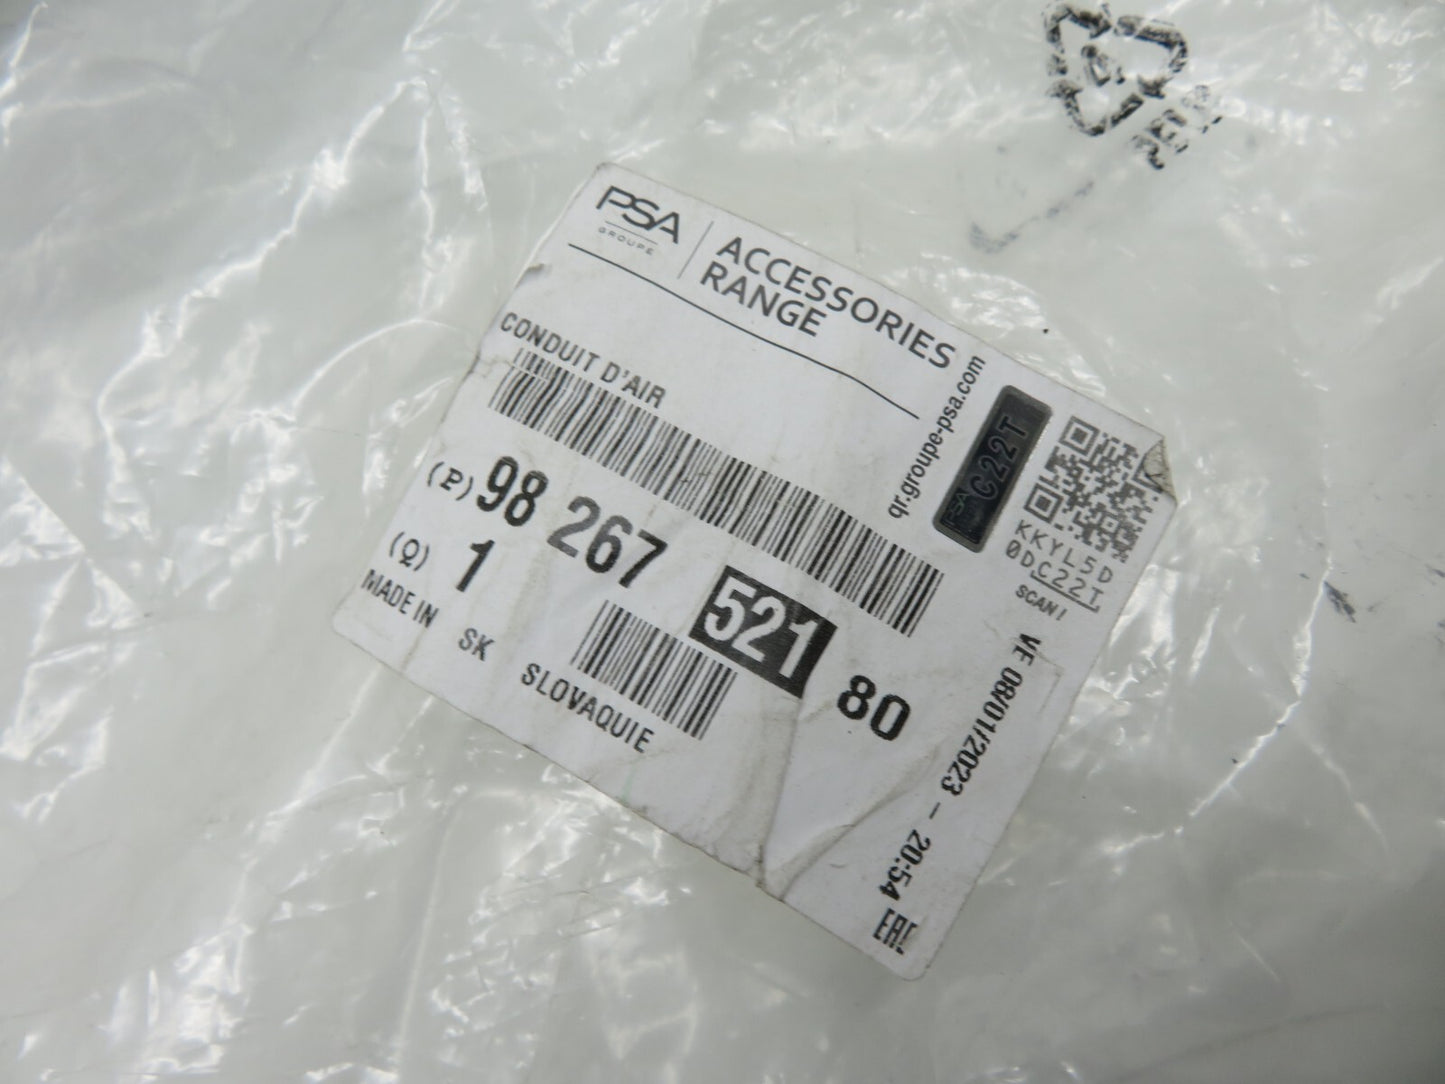 PSA
GROUPE
ACCESSORIES
RANGE
CONDUIT D'AIR
(P) 98 267 521 80
(Q) 1
MADE IN SK SLOVAQUIE
qr.groupe-psa.com
PSA
C22T
KKYL5D
0DC22T
SCAN!
VF 08/01/2023 - 20:54
EAC